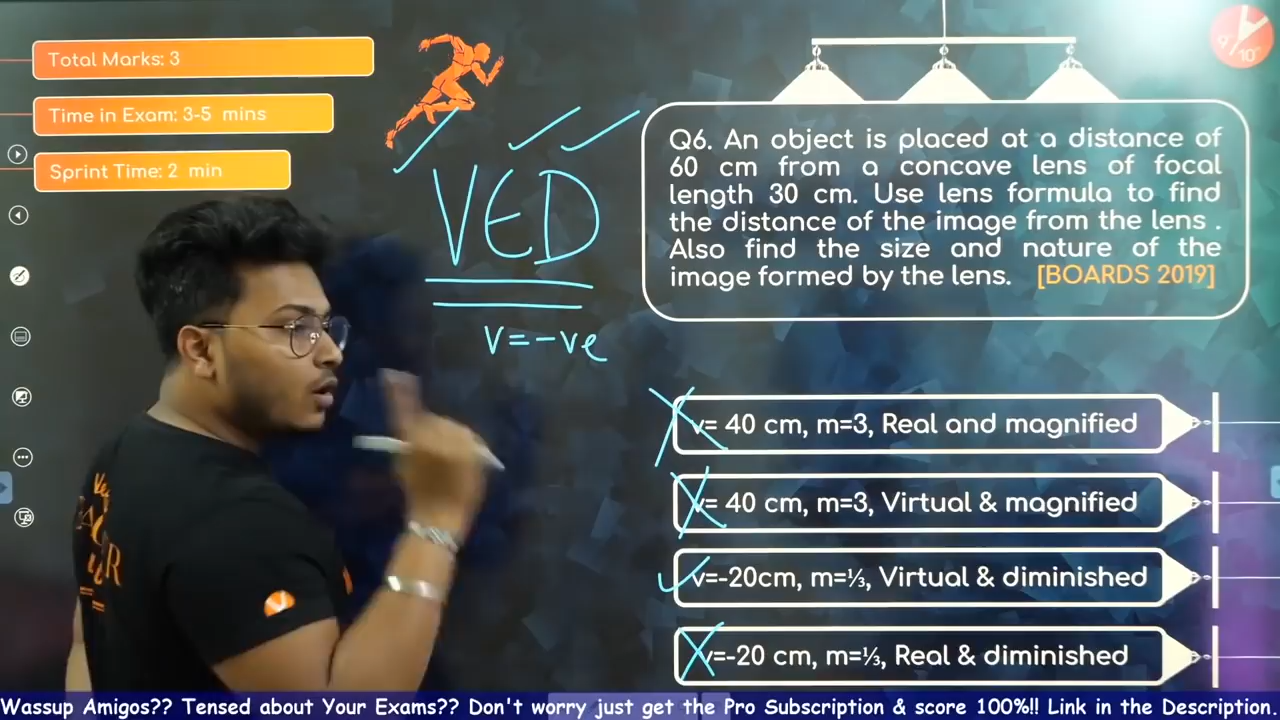 Total Marks: 3
Time in Exam: 3-5 mins
Sprint Time: 2 min
VED
v=-ve
9th
10th
Q6. An object is placed at a distance of
60 cm from a concave lens of focal
length 30 cm. Use lens formula to find
the distance of the image from the lens .
Also find the size and nature of the
image formed by the lens. [BOARDS 2019]
v= 40 cm, m=3, Real and magnified
v= 40 cm, m=3, Virtual & magnified
v=-20cm, m=⅓, Virtual & diminished
v=-20 cm, m=⅓, Real & diminished
Wassup Amigos?? Tensed about Your Exams?? Don't worry just get the Pro Subscription & score 100%!! Link in the Description.